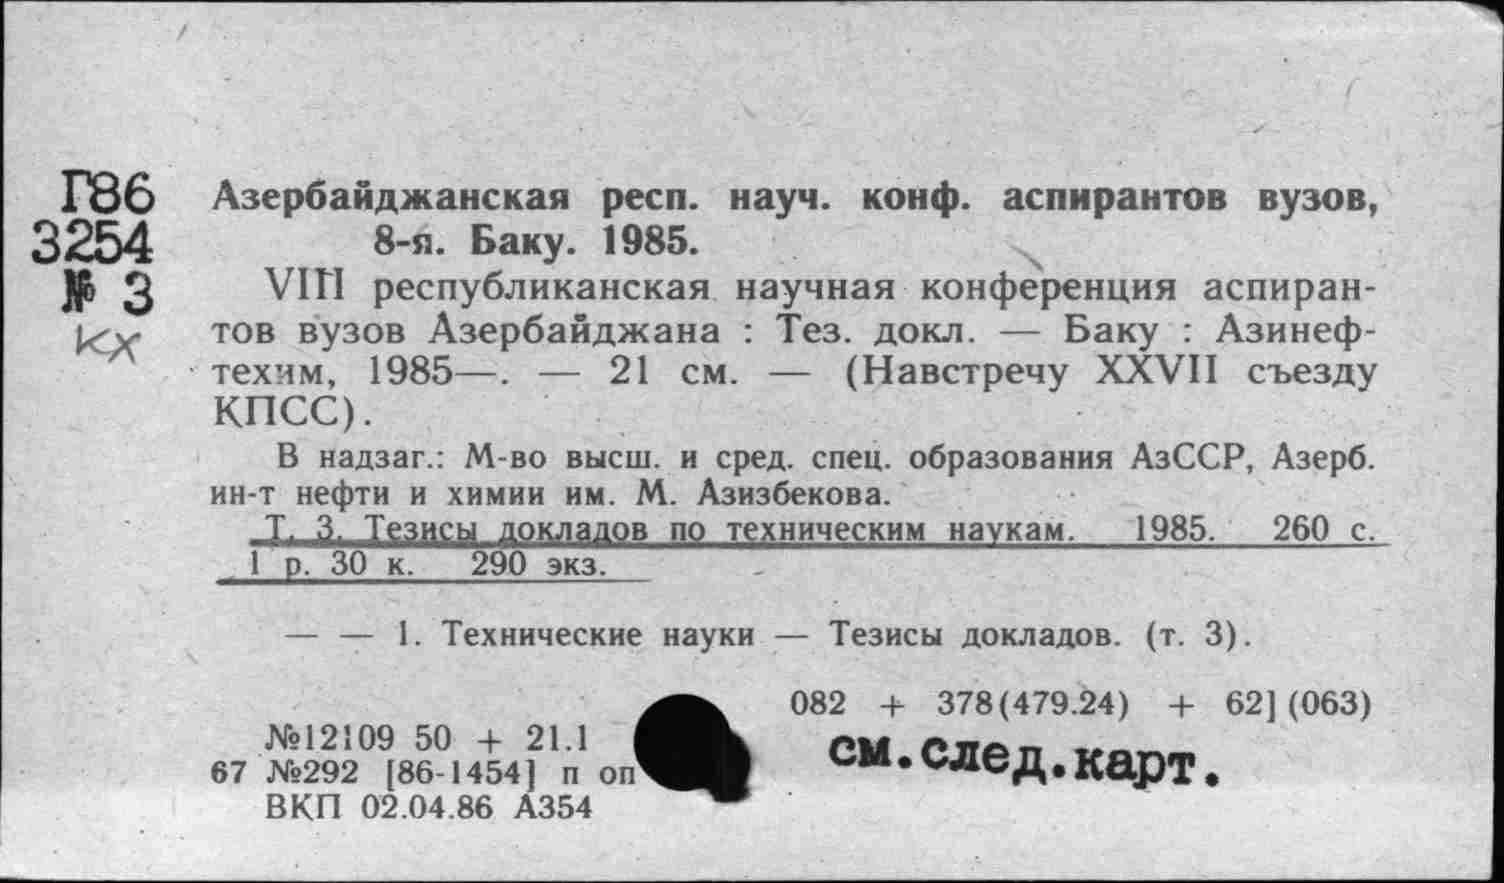 Г86
3254
№ 3
кх
Азербайджанская респ. науч. конф. аспирантов вузов,
8-я. Баку. 1985.
VIII республиканская научная конференция аспиран-
тов вузов Азербайджана : Тез. докл. — Баку : Азинеф-
техим, 1985—. — 21 см. — (Навстречу XXVII съезду
КПСС).
В надзаг.: М-во высш. и сред. спец. образования АзССР, Азерб.
ин-т нефти и химии им. М. Азизбекова.
Т. 3. Тезисы докладов по техническим наукам. 1985. 260 с.
1 р. 30 к. 290 экз.
— — 1. Технические науки — Тезисы докладов. (т. 3).
082 + 378(479.24) + 62] (063)
№12109 50 + 21.1
см.след.карт.
67 №292 [86-1454] п оп
ВКП 02.04.86 А354